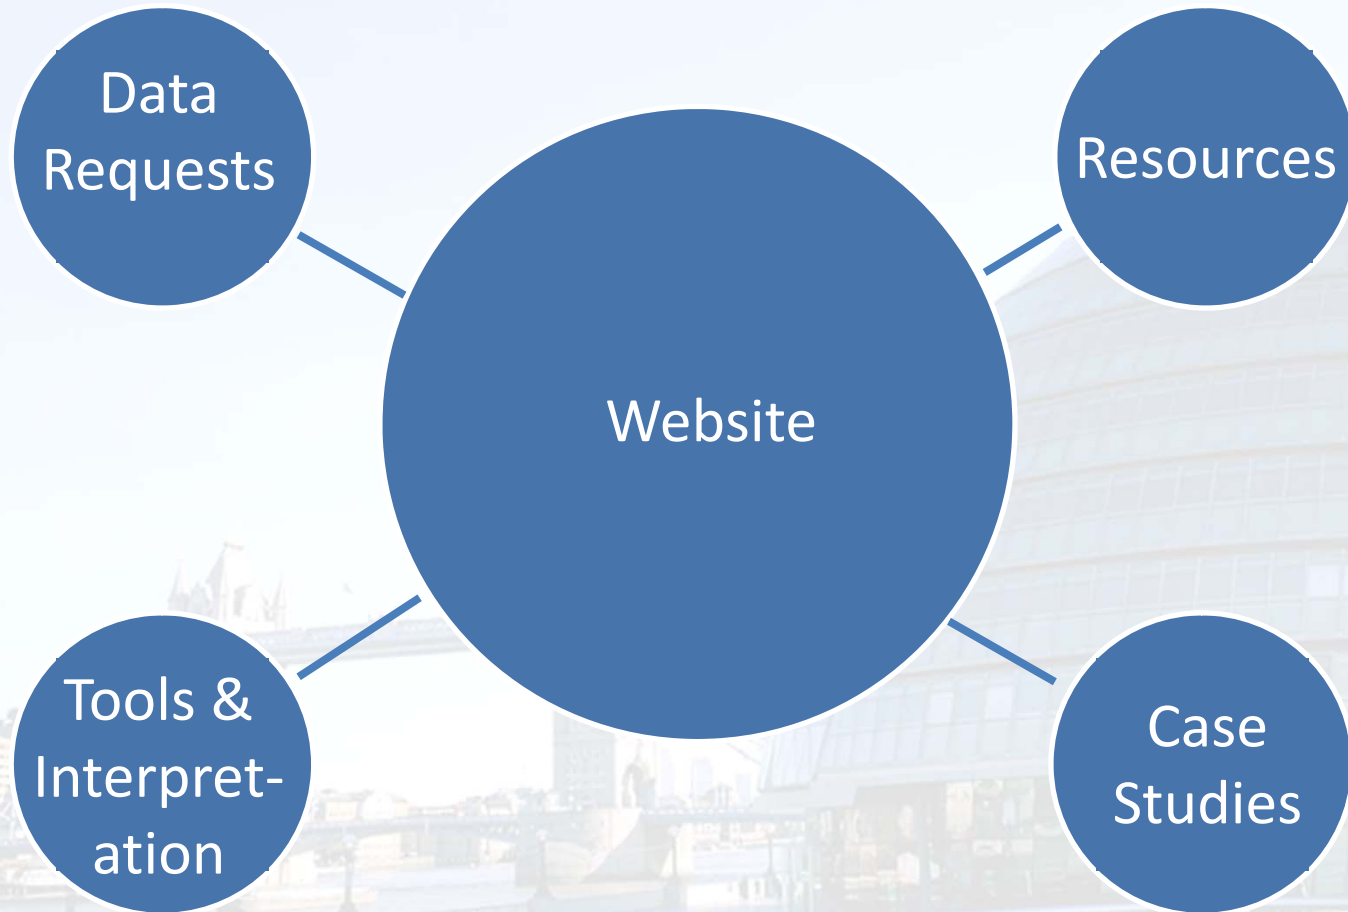 Data
Requests
Resources
Website
Tools &
Interpret-
ation
Case
Studies